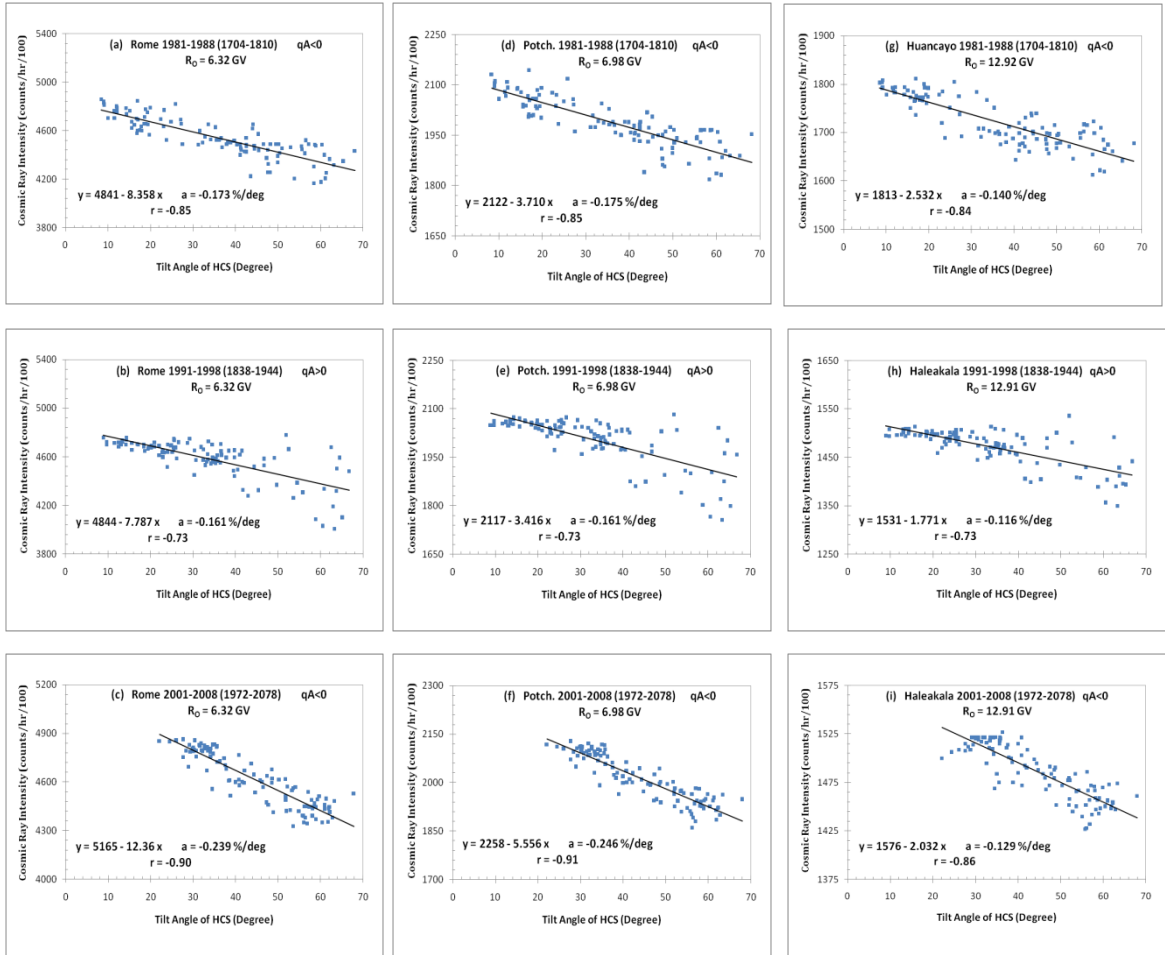 Cosmic Ray Intensity (counts/hr/100)
(a) Rome 1981-1988 (1704-1810) qA<0
R_O = 6.32 GV
5400
5000
4600
4200
3800
y = 4841 - 8.358 x a = -0.173 %/deg
r = -0.85
0 10 20 30 40 50 60 70
Tilt Angle of HCS (Degree)
Cosmic Ray Intensity (counts/hr/100)
(d) Potch. 1981-1988 (1704-1810) qA<0
R_O = 6.98 GV
2250
2100
1950
1800
1650
y = 2122 - 3.710 x a = -0.175 %/deg
r = -0.85
0 10 20 30 40 50 60 70
Tilt Angle of HCS (Degree)
Cosmic Ray Intensity (counts/hr/100)
(g) Huancayo 1981-1988 (1704-1810) qA<0
R_O = 12.92 GV
1900
1800
1700
1600
1500
y = 1813 - 2.532 x a = -0.140 %/deg
r = -0.84
0 10 20 30 40 50 60 70
Tilt Angle of HCS (Degree)
Cosmic Ray Intensity (counts/hr/100)
(b) Rome 1991-1998 (1838-1944) qA>0
R_O = 6.32 GV
5400
5000
4600
4200
3800
y = 4844 - 7.787 x a = -0.161 %/deg
r = -0.73
0 10 20 30 40 50 60 70
Tilt Angle of HCS (Degree)
Cosmic Ray Intensity (counts/hr/100)
(e) Potch. 1991-1998 (1838-1944) qA>0
R_O = 6.98 GV
2250
2100
1950
1800
1650
y = 2117 - 3.416 x a = -0.161 %/deg
r = -0.73
0 10 20 30 40 50 60 70
Tilt Angle of HCS (Degree)
Cosmic Ray Intensity (counts/hr/100)
(h) Haleakala 1991-1998 (1838-1944) qA>0
R_O = 12.91 GV
1650
1550
1450
1350
1250
y = 1531 - 1.771 x a = -0.116 %/deg
r = -0.73
0 10 20 30 40 50 60 70
Tilt Angle of HCS (Degree)
Cosmic Ray Intensity (counts/hr/100)
(c) Rome 2001-2008 (1972-2078) qA<0
R_O = 6.32 GV
5200
4900
4600
4300
4000
y = 5165 - 12.36 x a = -0.239 %/deg
r = -0.90
0 10 20 30 40 50 60 70
Tilt Angle of HCS (Degree)
Cosmic Ray Intensity (counts/hr/100)
(f) Potch. 2001-2008 (1972-2078) qA<0
R_O = 6.98 GV
2300
2150
2000
1850
1700
y = 2258 - 5.556 x a = -0.246 %/deg
r = -0.91
0 10 20 30 40 50 60 70
Tilt Angle of HCS (Degree)
Cosmic Ray Intensity (counts/hr/100)
(i) Haleakala 2001-2008 (1972-2078) qA<0
R_O = 12.91 GV
1575
1525
1475
1425
1375
y = 1576 - 2.032 x a = -0.129 %/deg
r = -0.86
0 10 20 30 40 50 60 70
Tilt Angle of HCS (Degree)